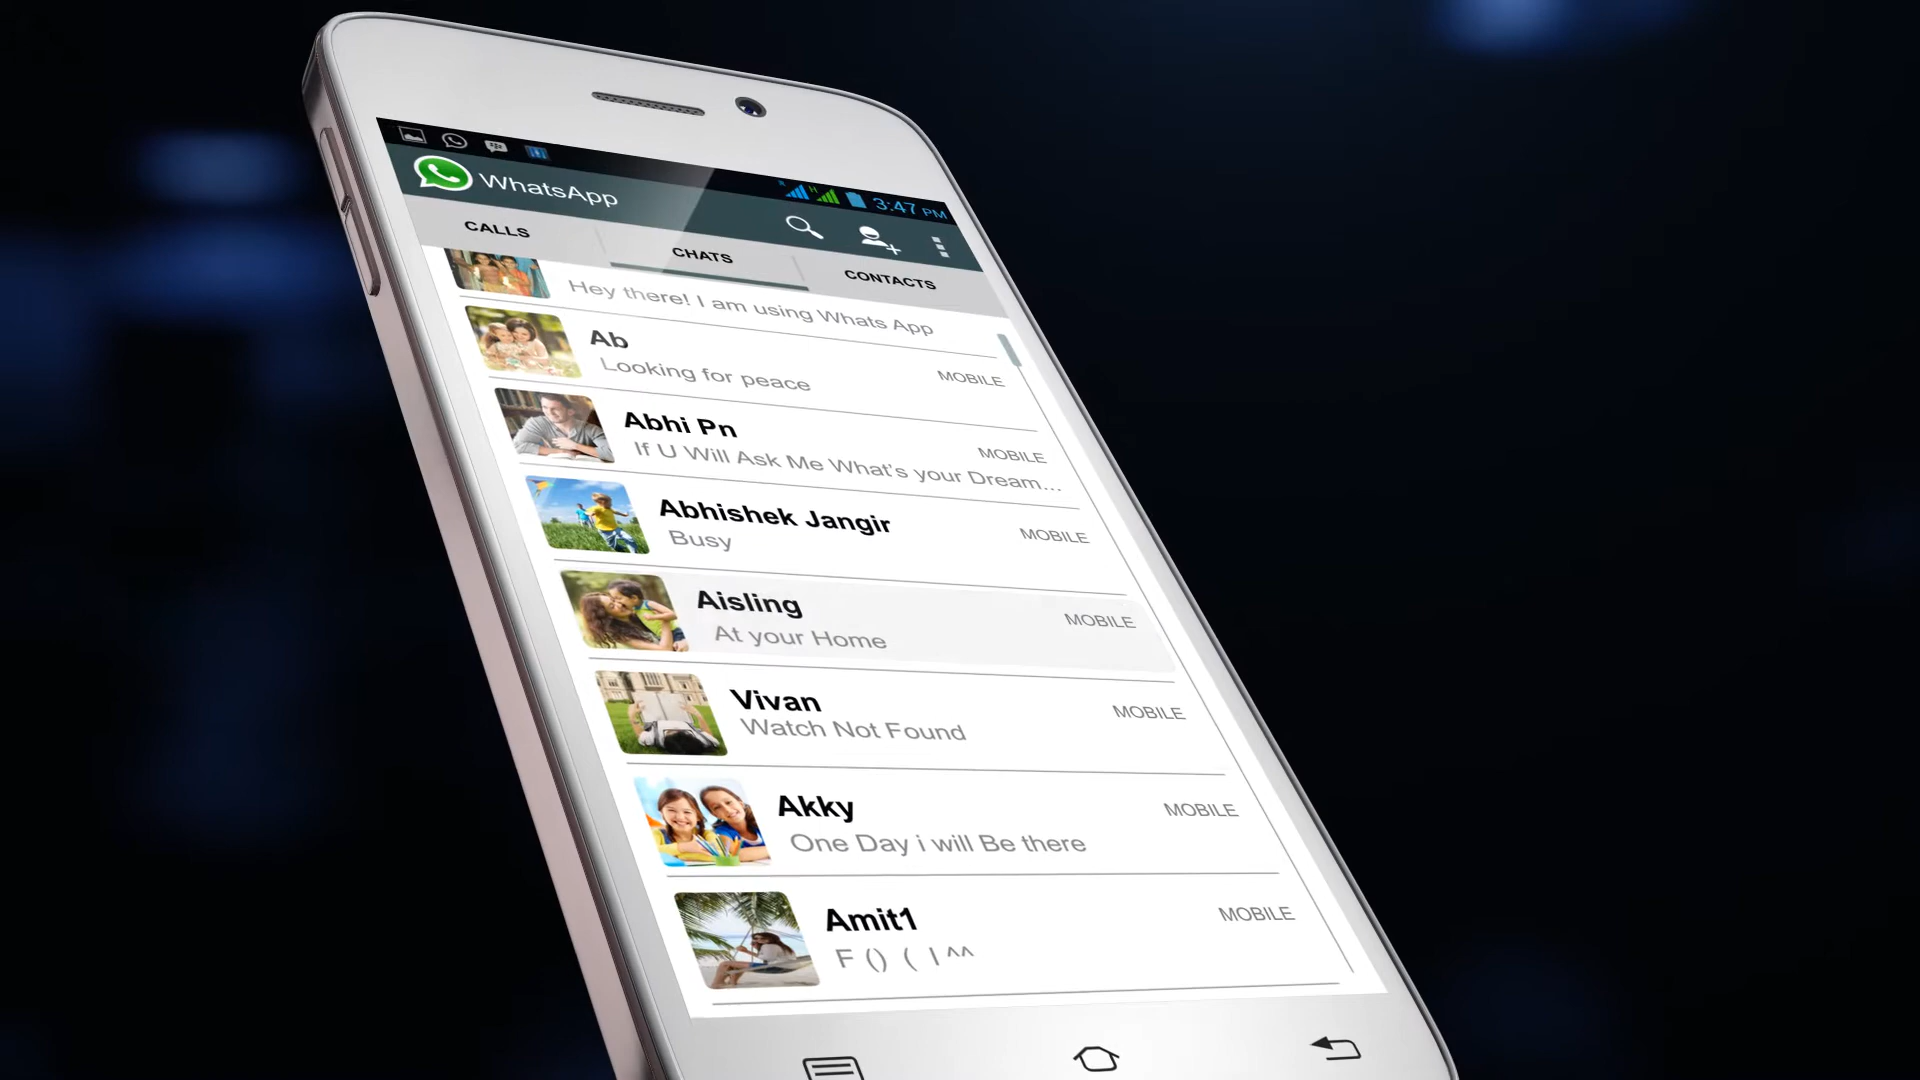 3:47 PM
WhatsApp
CALLS
CHATS
CONTACTS
Hey there! I am using Whats App
Ab
Looking for peace
MOBILE
Abhi Pn
If U Will Ask Me What's your Dream...
MOBILE
Abhishek Jangir
Busy
MOBILE
Aisling
At your Home
MOBILE
Vivan
Watch Not Found
MOBILE
Akky
One Day i will Be there
MOBILE
Amit1
F () ( | ^^
MOBILE